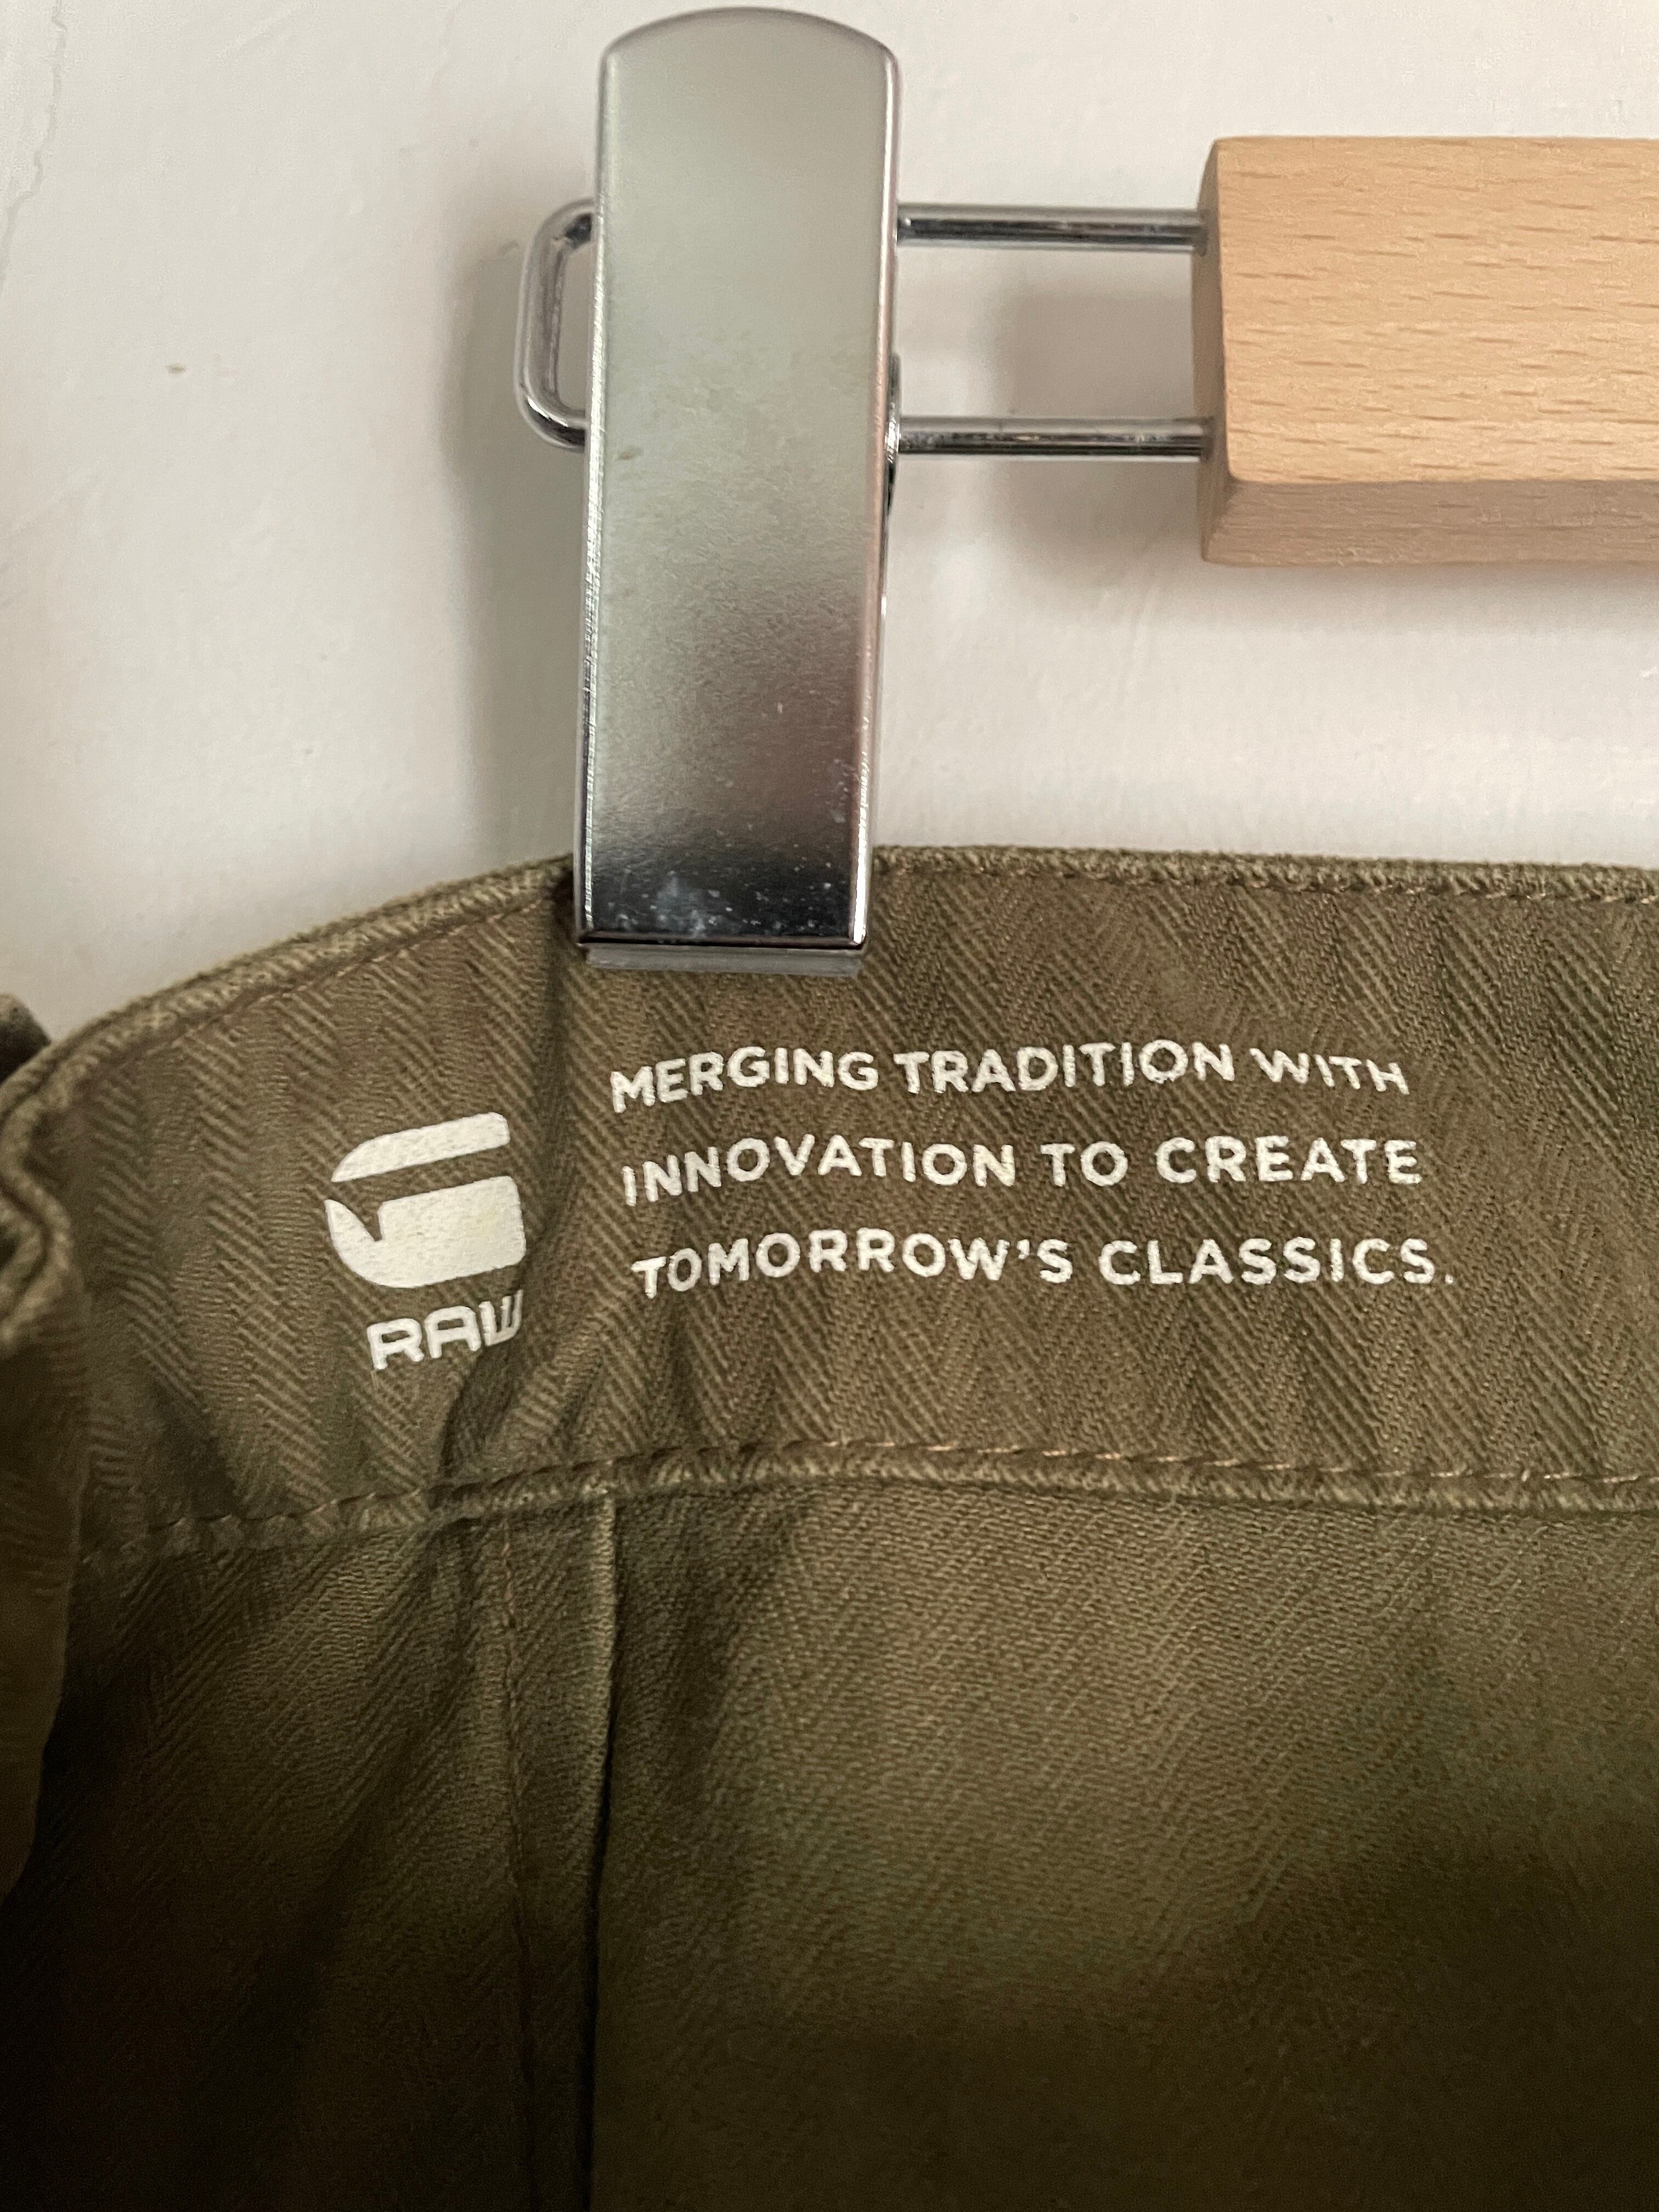 G
RAW
MERGING TRADITION WITH
INNOVATION TO CREATE
TOMORROW'S CLASSICS.